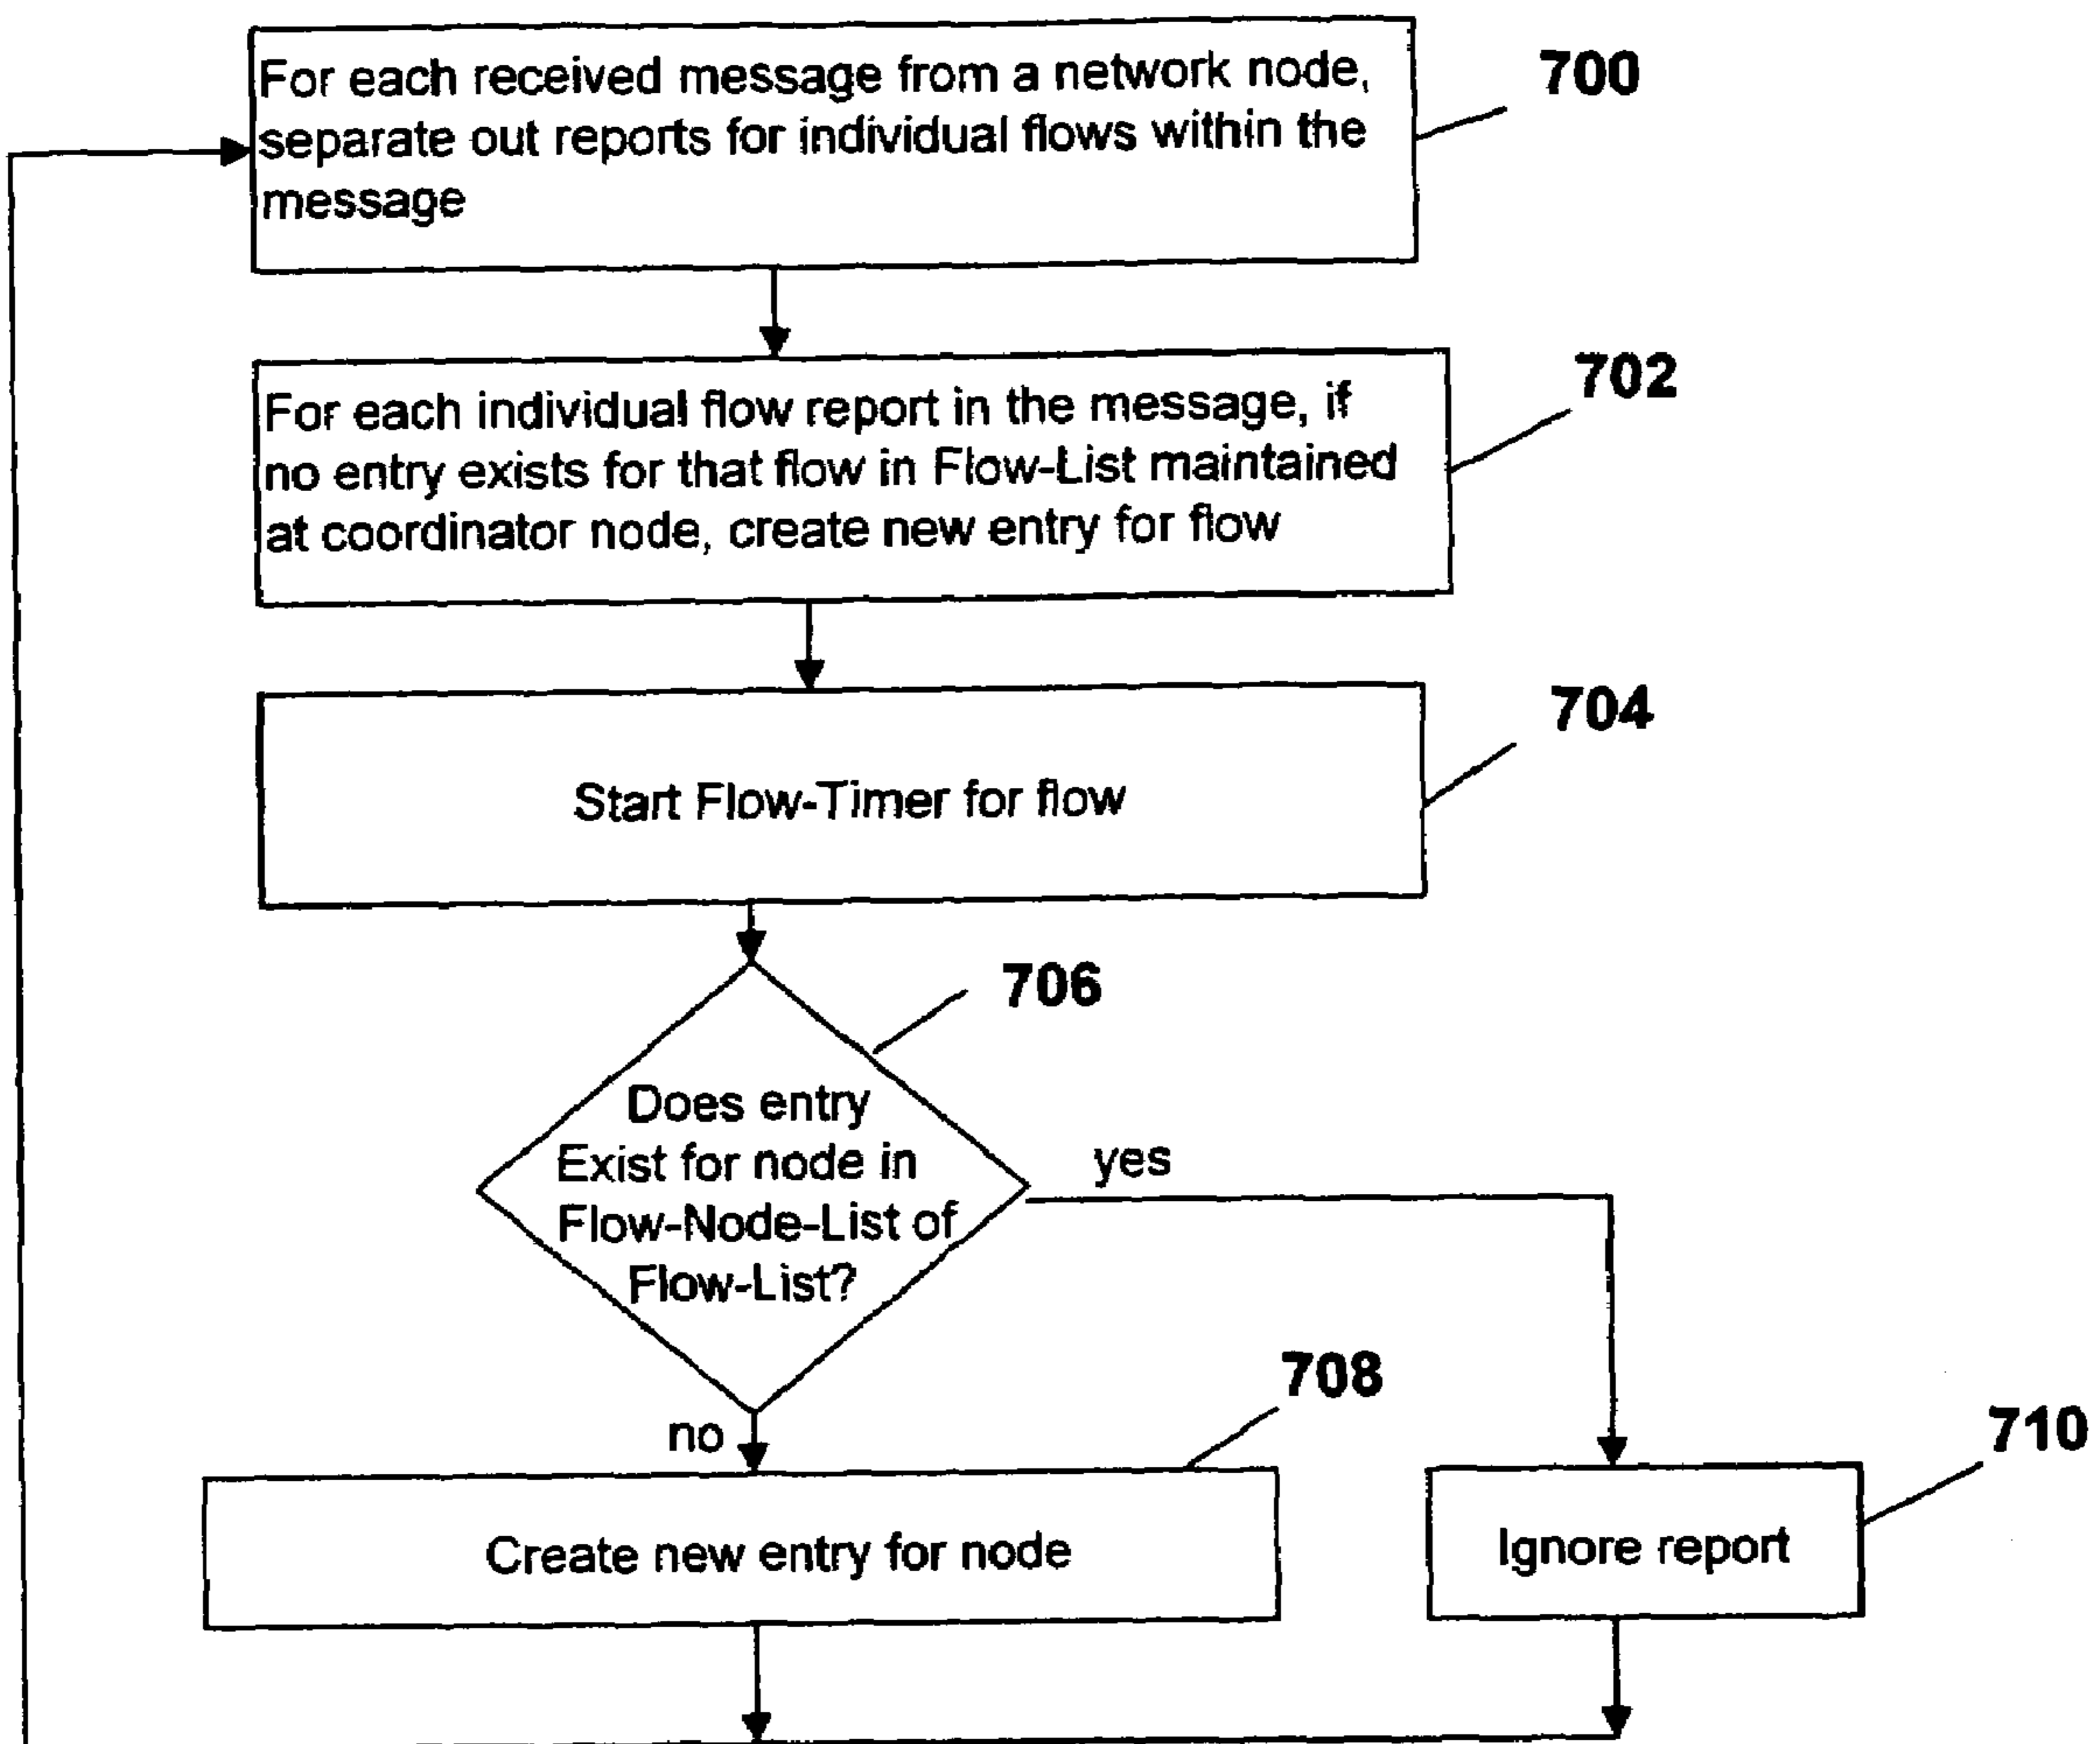 For each received message from a network node,
separate out reports for individual flows within the
message
700
For each individual flow report in the message, if
no entry exists for that flow in Flow-List maintained
at coordinator node, create new entry for flow
702
Start Flow-Timer for flow
704
706
Does entry
Exist for node in
Flow-Node-List of
Flow-List?
yes
no
708
Create new entry for node
710
Ignore report